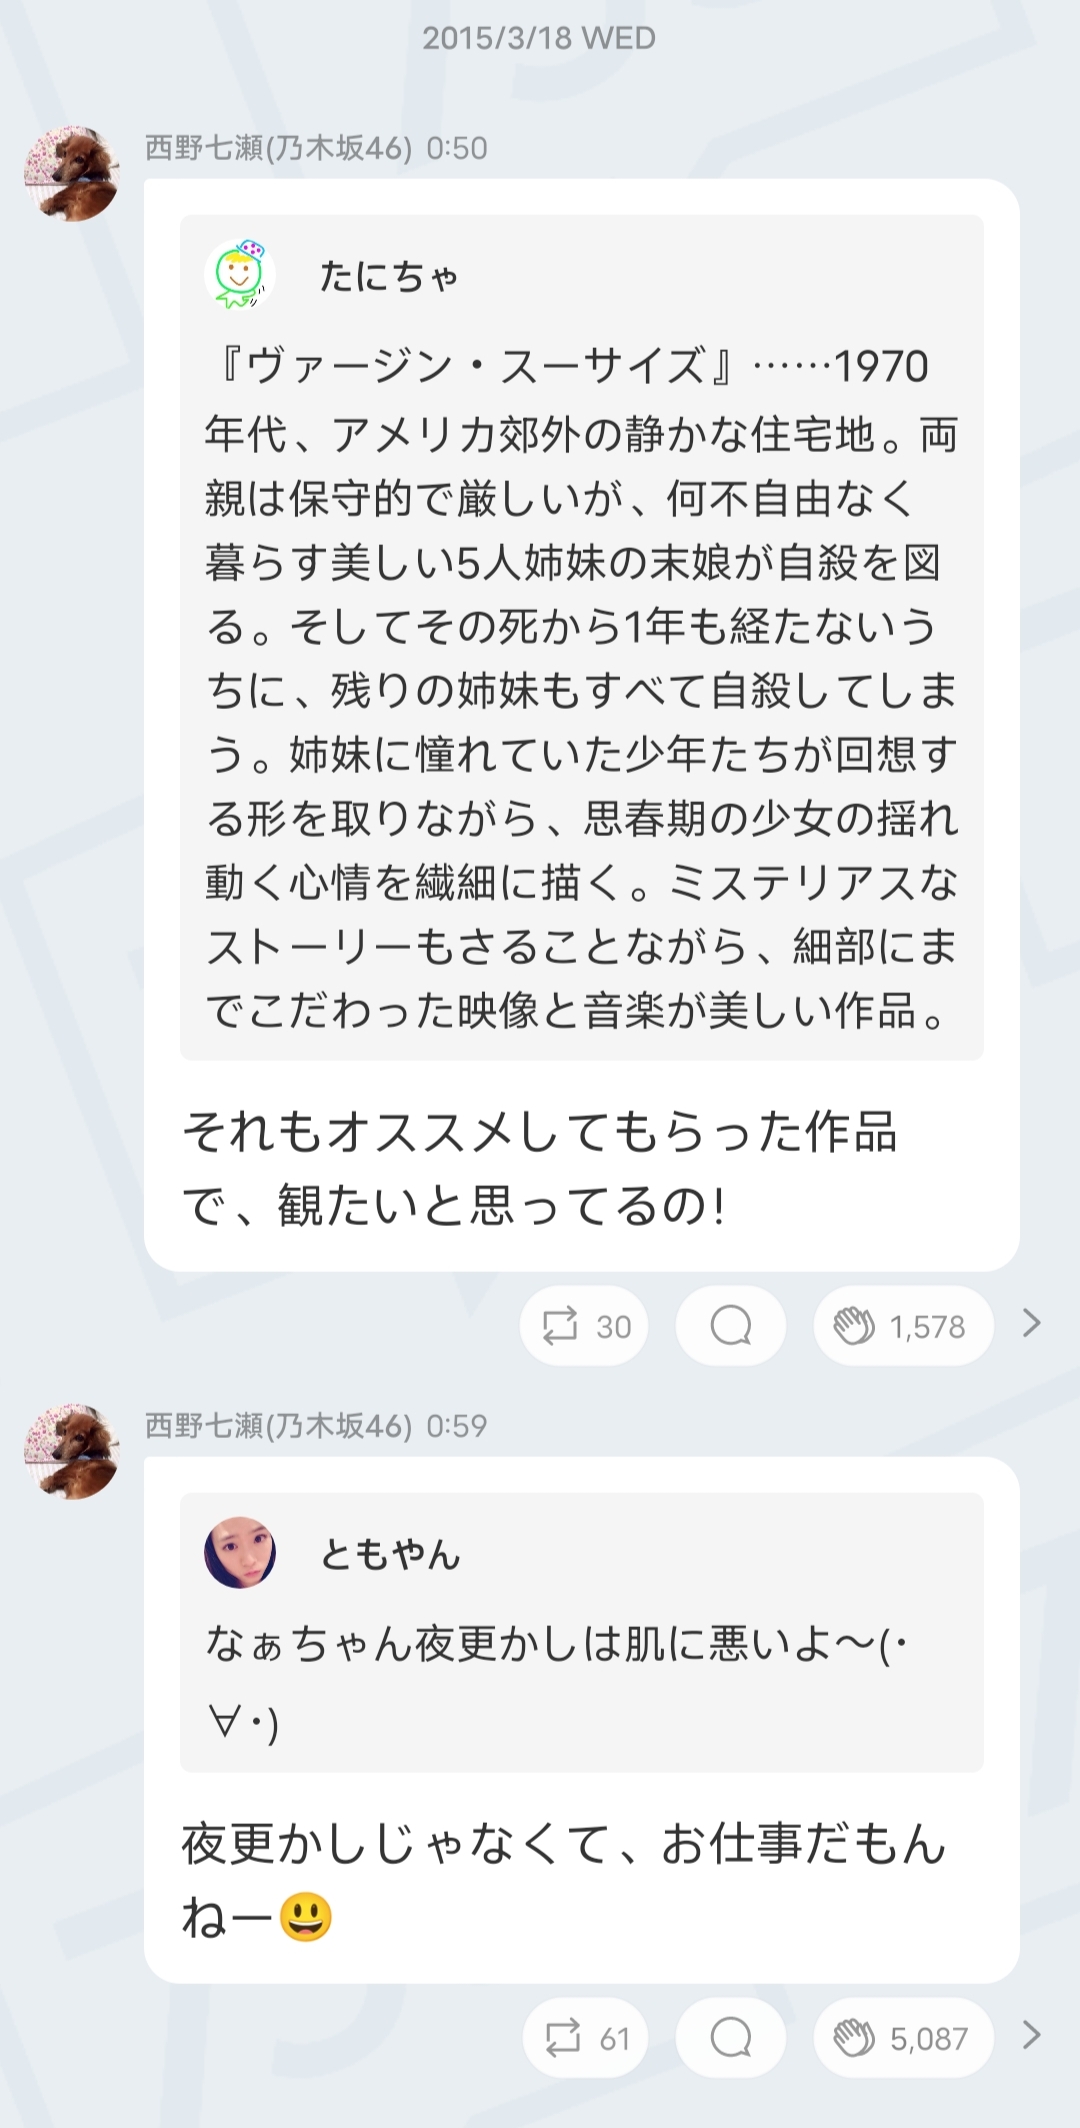 2015/3/18 WED
西野七瀬(乃木坂46) 0:50
たにちゃ
『ヴァージン・スーサイズ』……1970
年代、アメリカ郊外の静かな住宅地。両
親は保守的で厳しいが、何不自由なく
暮らす美しい5人姉妹の末娘が自殺を図
る。そしてその死から1年も経たないう
ちに、残りの姉妹もすべて自殺してしま
う。姉妹に憧れていた少年たちが回想す
る形を取りながら、思春期の少女の揺れ
動く心情を繊細に描く。ミステリアスな
ストーリーもさることながら、細部にま
でこだわった映像と音楽が美しい作品。
それもオススメしてもらった作品
で、観たいと思ってるの!
30 1,578
西野七瀬(乃木坂46) 0:59
ともやん
なぁちゃん夜更かしは肌に悪いよ〜(･
∀･)
夜更かしじゃなくて、お仕事だもん
ねー😃
61 5,087